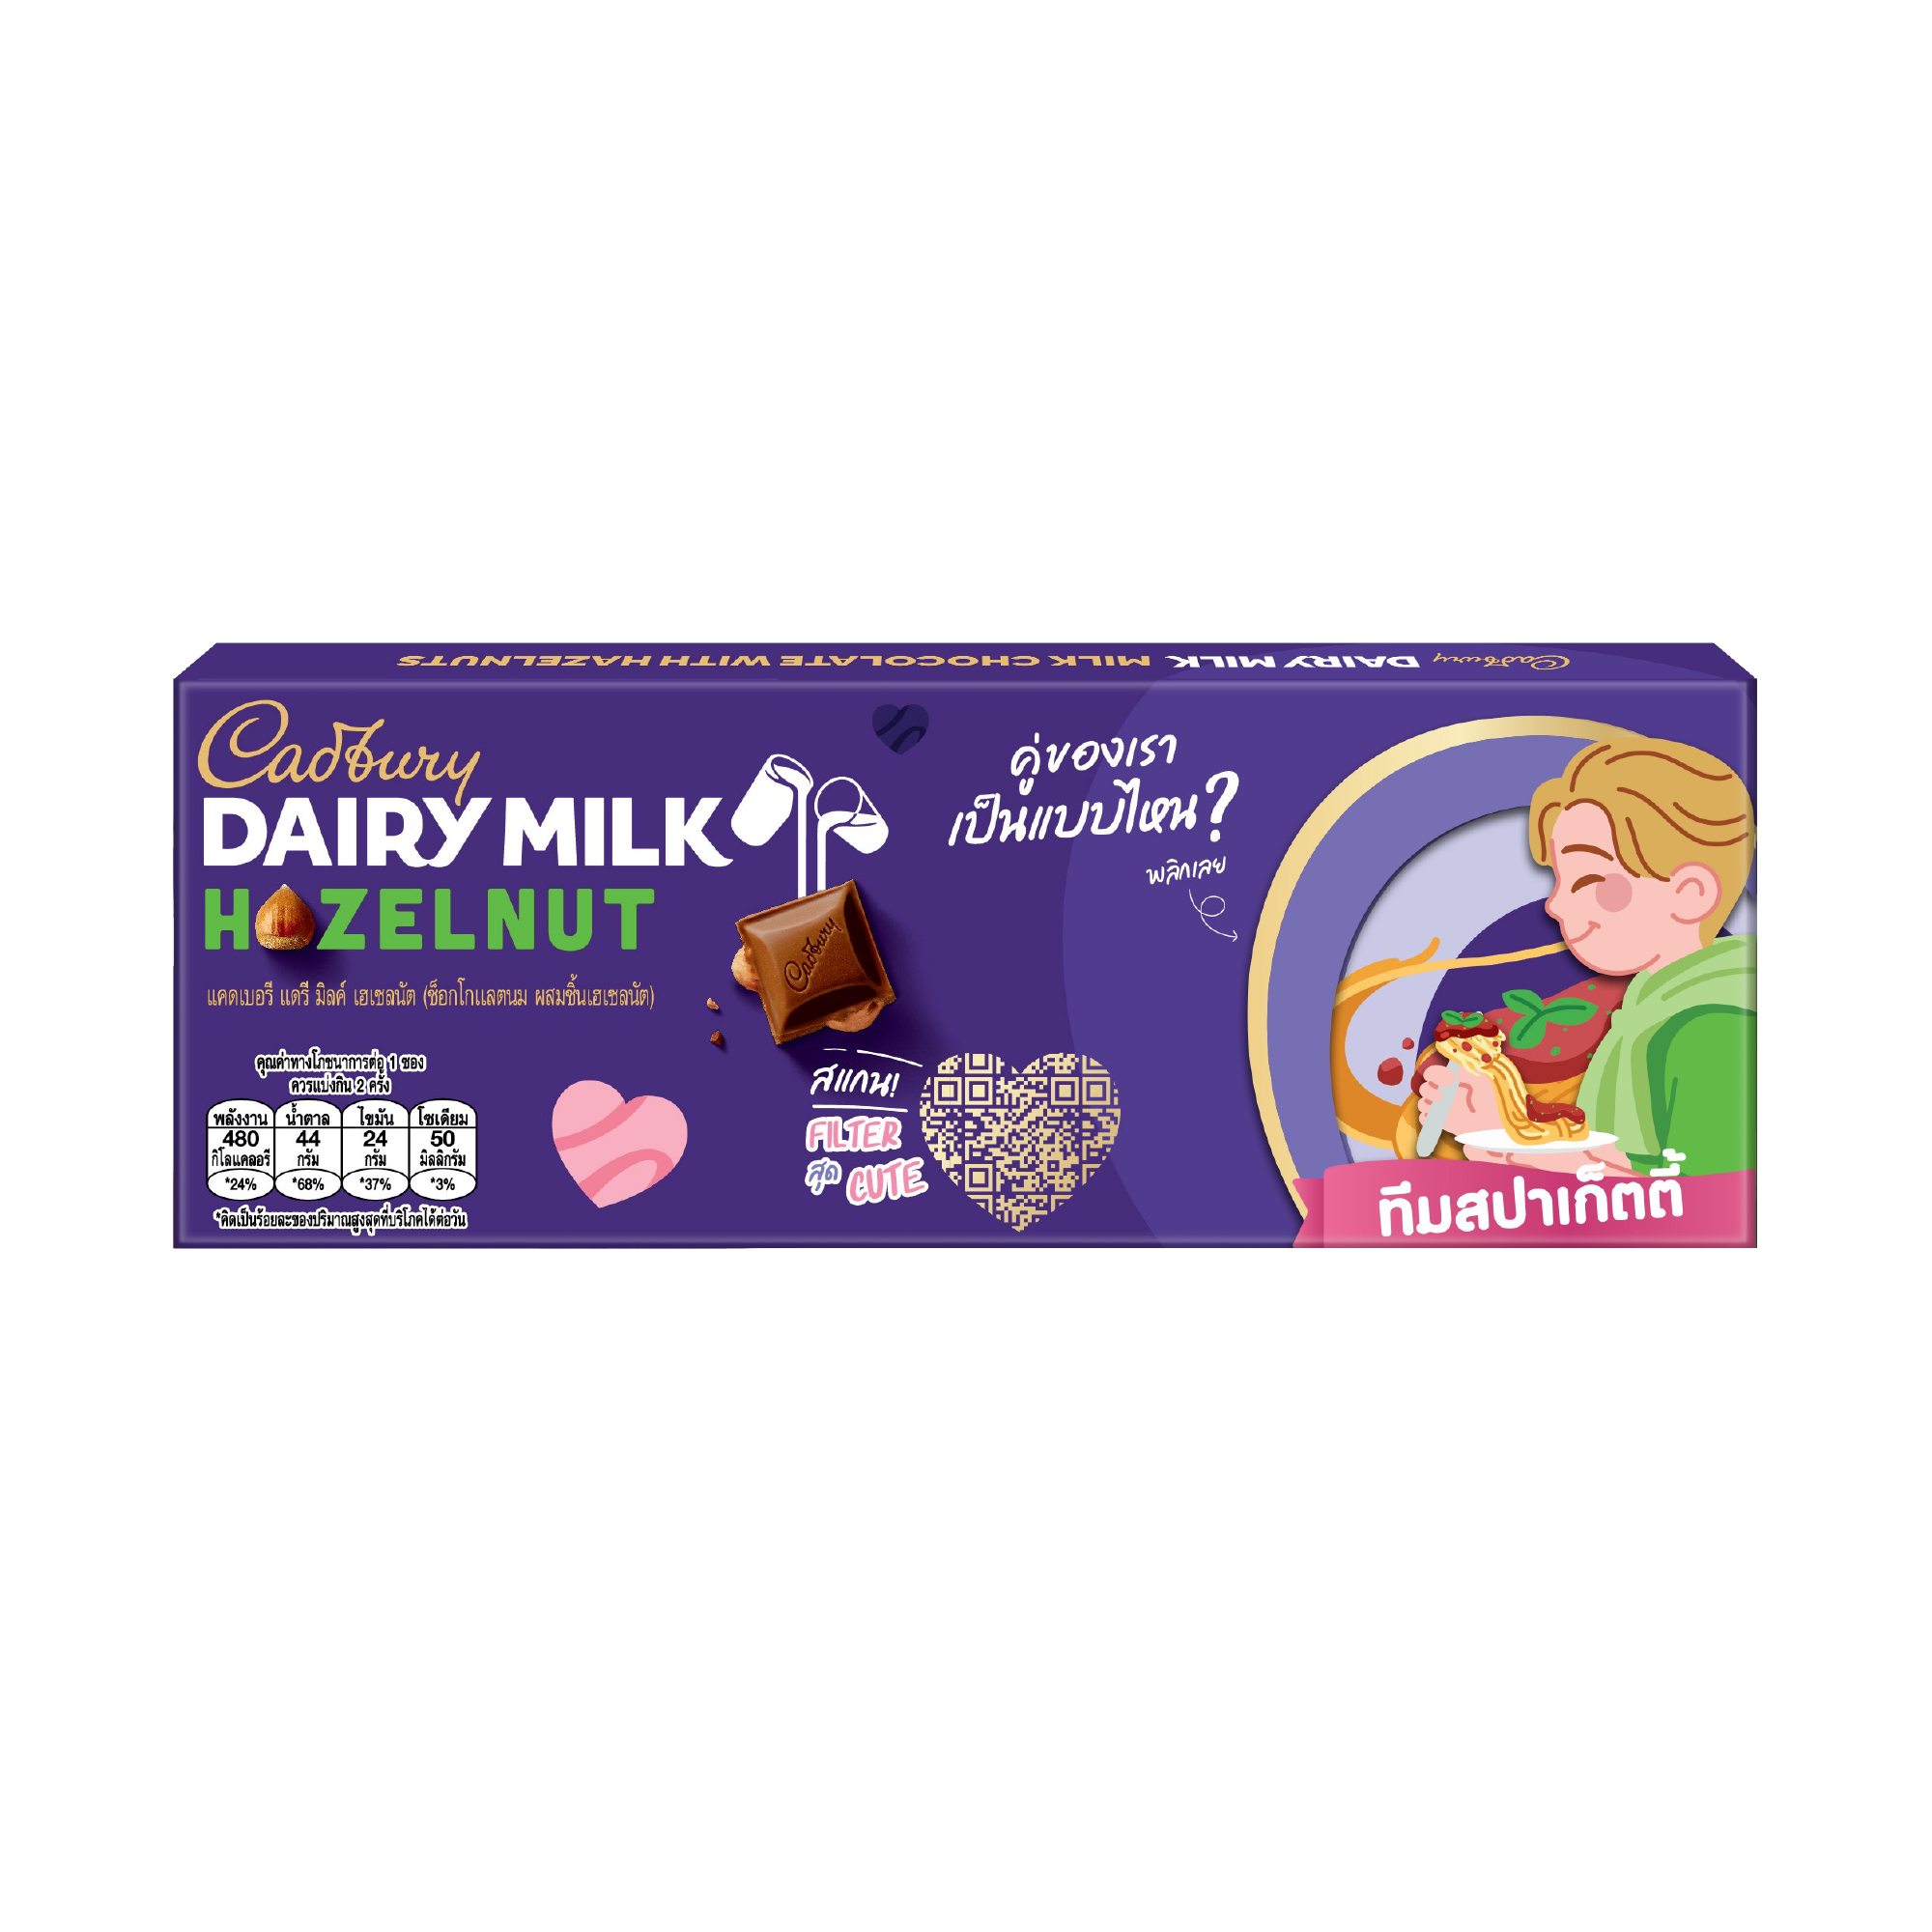 Cadbury DAIRY MILK MILK CHOCOLATE WITH HAZELNUTS
Cadbury
DAIRY MILK
HAZELNUT
แคดเบอรี แดรี มิลค์ เฮเซลนัต (ช็อกโกแลตนม ผสมชิ้นเฮเซลนัต)
Cadbury
คู่ของเรา
เป็นแบบไหน?
พลิกเลย
คุณค่าทางโภชนาการต่อ 1 ซอง
ควรแบ่งกิน 2 ครั้ง
พลังงาน น้ำตาล ไขมัน โซเดียม
480 44 24 50
กิโลแคลอรี กรัม กรัม มิลลิกรัม
*24% *68% *37% *3%
*คิดเป็นร้อยละของปริมาณสูงสุดที่บริโภคได้ต่อวัน
สแกน!
FILTER
สุด CUTE
ทีมสปาเก็ตตี้